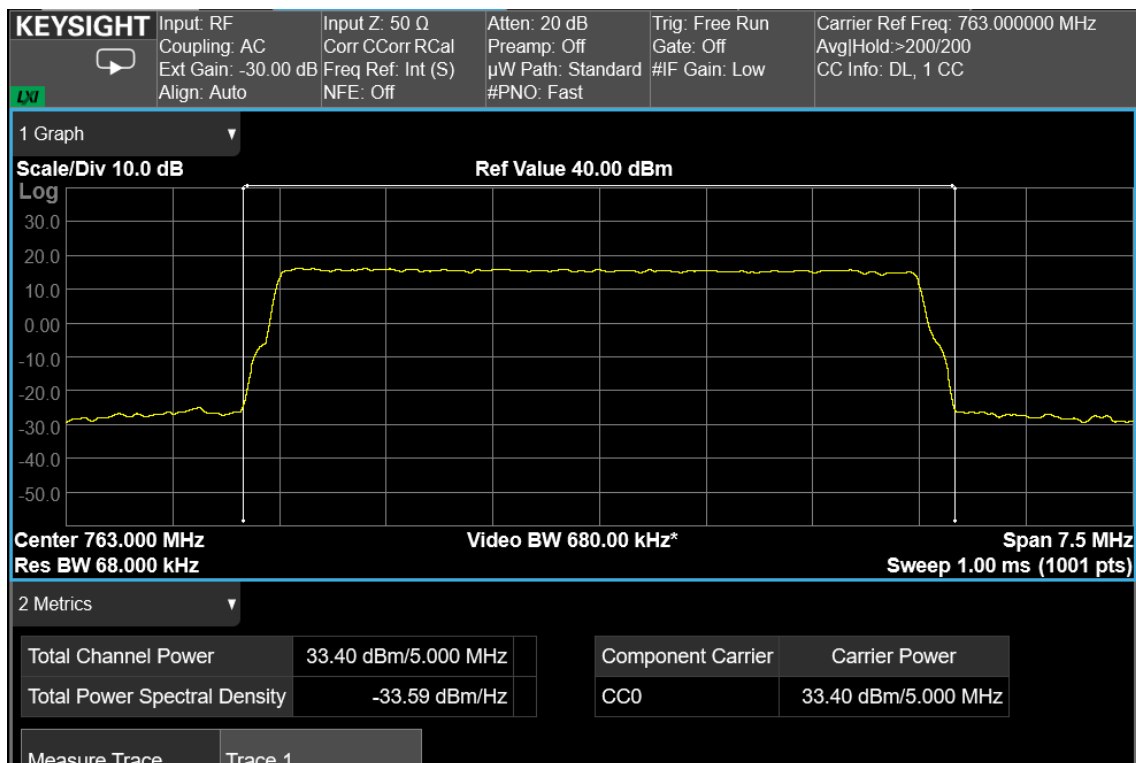 KEYSIGHT
Input: RF
Coupling: AC
Ext Gain: -30.00 dB
Align: Auto
Input Z: 50 Ω
Corr CCorr RCal
Freq Ref: Int (S)
NFE: Off
Atten: 20 dB
Preamp: Off
µW Path: Standard
#PNO: Fast
Trig: Free Run
Gate: Off
#IF Gain: Low
Carrier Ref Freq: 763.000000 MHz
Avg|Hold:>200/200
CC Info: DL, 1 CC
LXI
1 Graph
Scale/Div 10.0 dB
Ref Value 40.00 dBm
Log
30.0
20.0
10.0
0.00
-10.0
-20.0
-30.0
-40.0
-50.0
Center 763.000 MHz
Video BW 680.00 kHz*
Span 7.5 MHz
Res BW 68.000 kHz
Sweep 1.00 ms (1001 pts)
2 Metrics
Total Channel Power 33.40 dBm/5.000 MHz
Total Power Spectral Density -33.59 dBm/Hz
Component Carrier Carrier Power
CC0 33.40 dBm/5.000 MHz
Measure Trace Trace 1